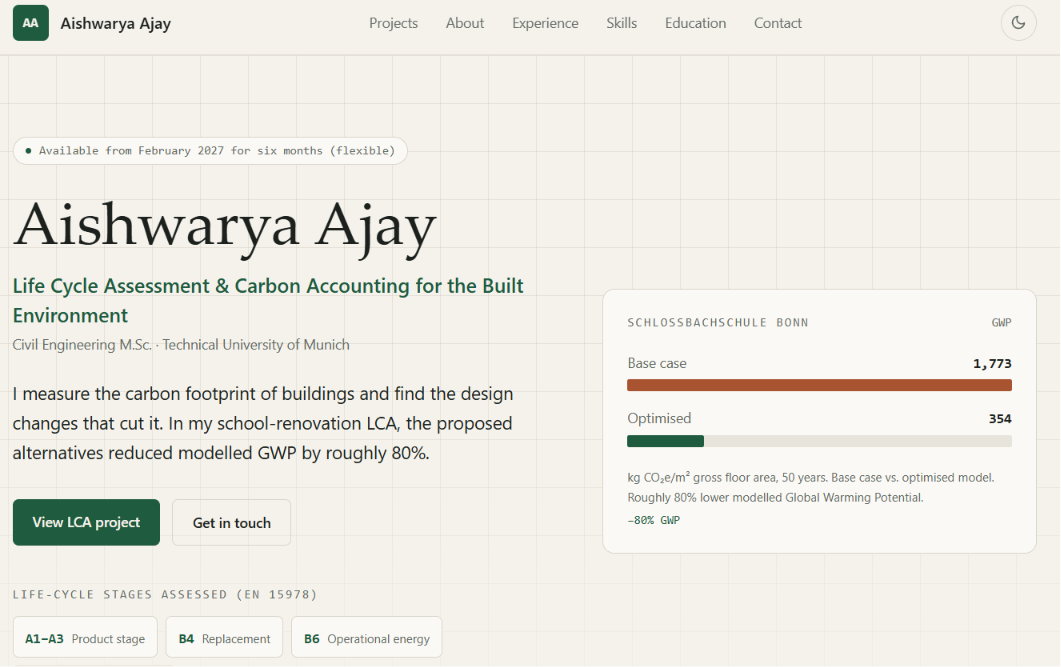 AA
Aishwarya Ajay
Projects
About
Experience
Skills
Education
Contact
Available from February 2027 for six months (flexible)
Aishwarya Ajay
Life Cycle Assessment & Carbon Accounting for the Built
Environment
Civil Engineering M.Sc. · Technical University of Munich
I measure the carbon footprint of buildings and find the design
changes that cut it. In my school-renovation LCA, the proposed
alternatives reduced modelled GWP by roughly 80%.
View LCA project
Get in touch
SCHLOSSBACHSCHULE BONN
GWP
Base case
1,773
Optimised
354
kg CO₂e/m² gross floor area, 50 years. Base case vs. optimised model.
Roughly 80% lower modelled Global Warming Potential.
−80% GWP
LIFE-CYCLE STAGES ASSESSED (EN 15978)
A1–A3 Product stage
B4 Replacement
B6 Operational energy